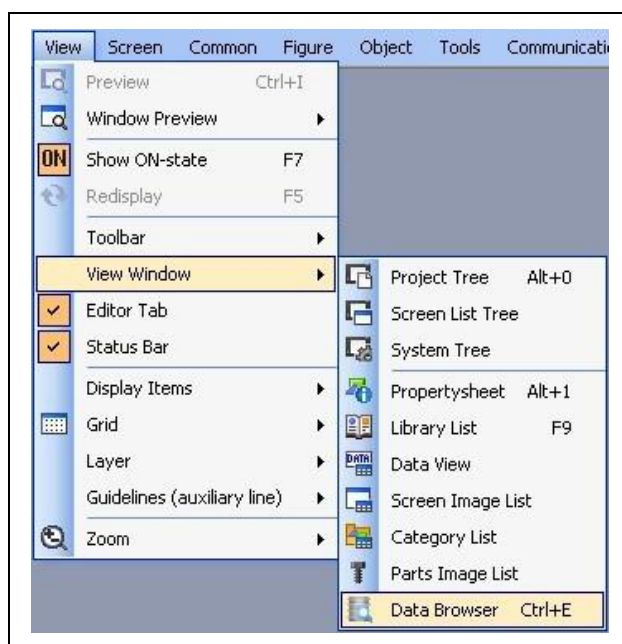 View Screen Common Figure Object Tools Communicati
Preview Ctrl+I
Window Preview
ON Show ON-state F7
Redisplay F5
Toolbar
View Window
Editor Tab
Status Bar
Display Items
Grid
Layer
Guidelines (auxiliary line)
Zoom
Project Tree Alt+0
Screen List Tree
System Tree
Propertysheet Alt+1
Library List F9
DATA Data View
Screen Image List
Category List
Parts Image List
Data Browser Ctrl+E